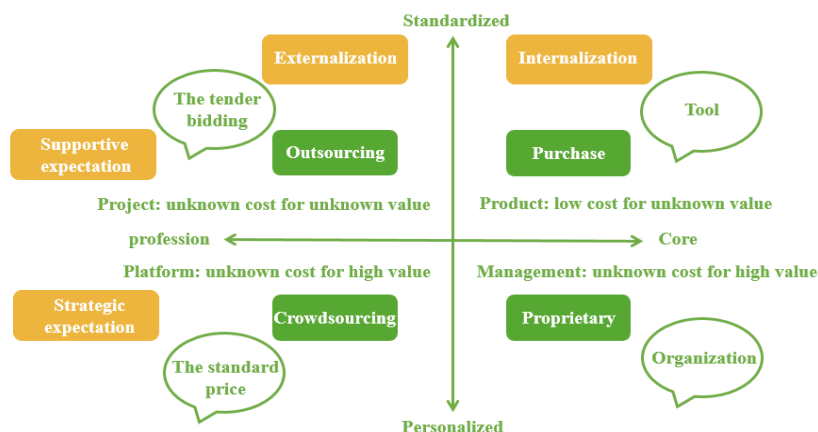 Standardized
Externalization
Internalization
The tender
bidding
Tool
Supportive
expectation
Outsourcing
Purchase
Project: unknown cost for unknown value
Product: low cost for unknown value
profession
Core
Platform: unknown cost for high value
Management: unknown cost for high value
Strategic
expectation
Crowdsourcing
Proprietary
The standard
price
Organization
Personalized